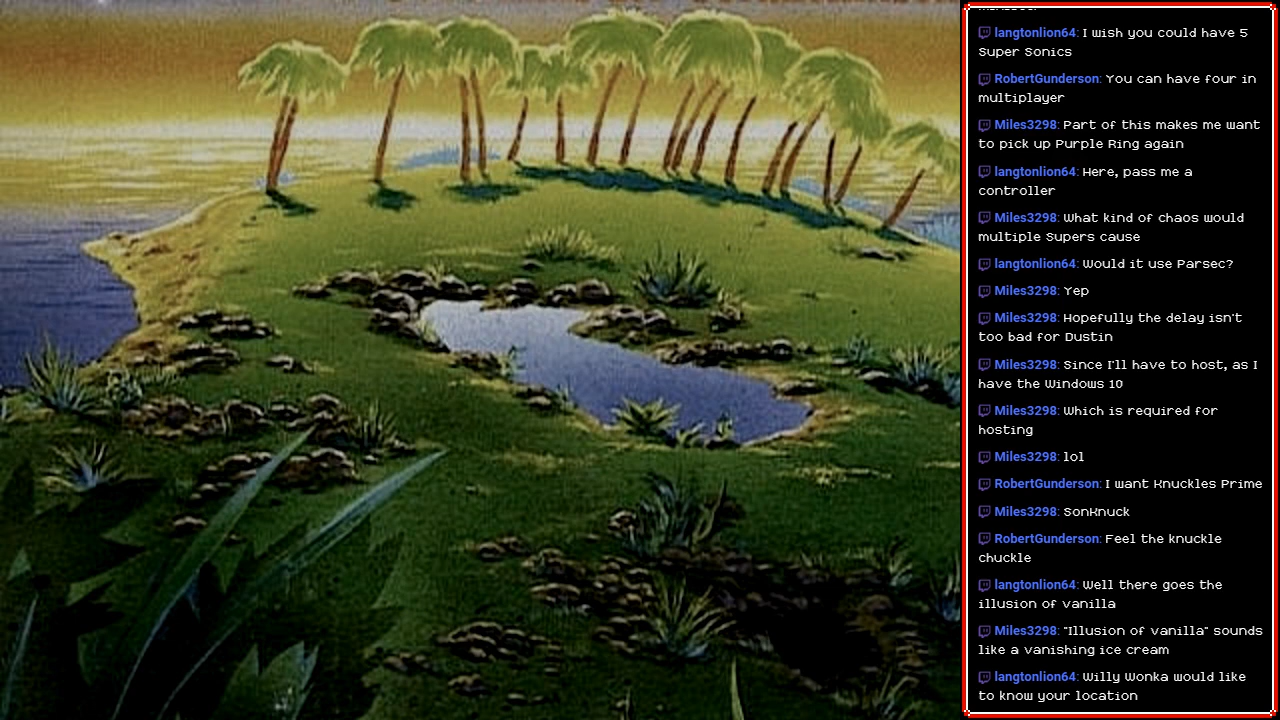 langtonlion64: I wish you could have 5
Super Sonics
RobertGunderson: You can have four in
multiplayer
Miles3298: Part of this makes me want
to pick up Purple Ring again
langtonlion64: Here, pass me a
controller
Miles3298: What kind of chaos would
multiple Supers cause
langtonlion64: Would it use Parsec?
Miles3298: Yep
Miles3298: Hopefully the delay isn't
too bad for Dustin
Miles3298: Since I'll have to host, as I
have the Windows 10
Miles3298: Which is required for
hosting
Miles3298: lol
RobertGunderson: I want Knuckles Prime
Miles3298: SonKnuck
RobertGunderson: Feel the knuckle
chuckle
langtonlion64: Well there goes the
illusion of vanilla
Miles3298: "Illusion of vanilla" sounds
like a vanishing ice cream
langtonlion64: Willy Wonka would like
to know your location